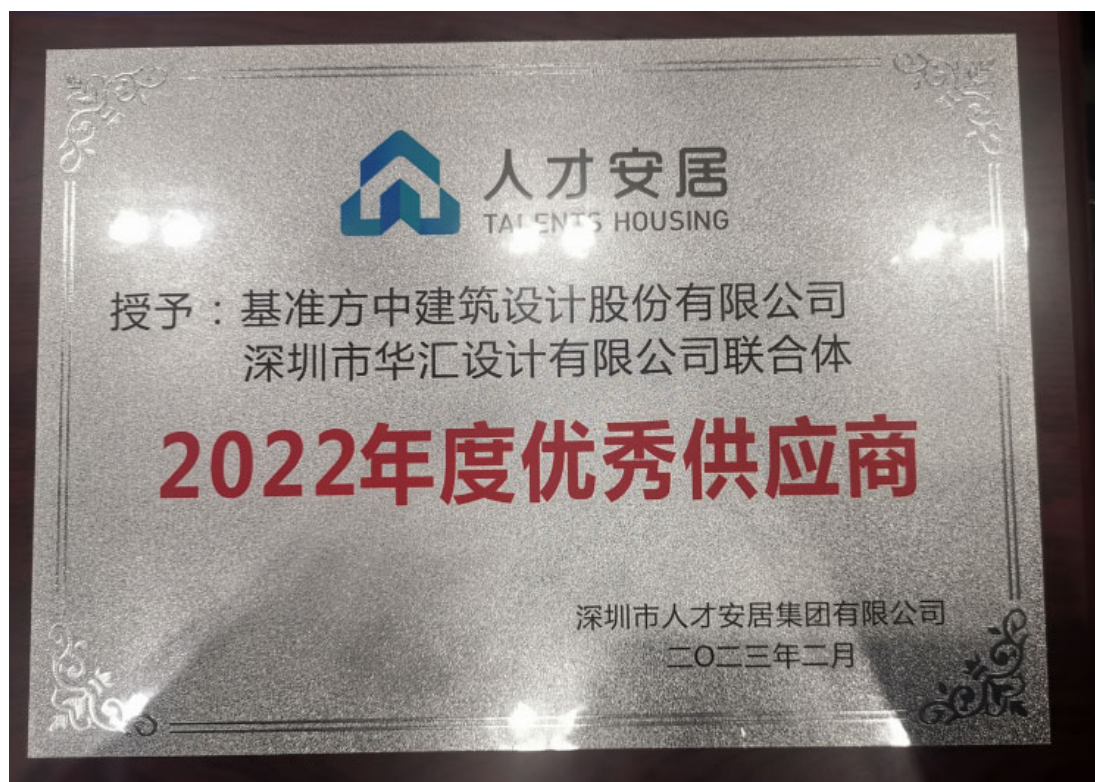 人才安居
TALENTS HOUSING
授予：基准方中建筑设计股份有限公司
深圳市华汇设计有限公司联合体
2022年度优秀供应商
深圳市人才安居集团有限公司
二〇二三年二月